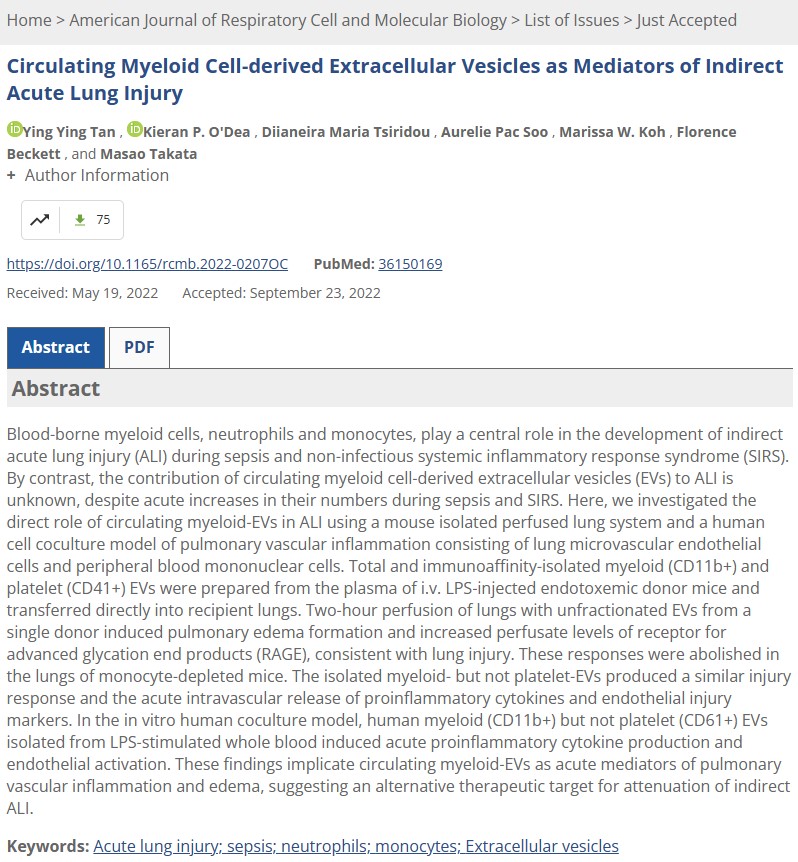 Home > American Journal of Respiratory Cell and Molecular Biology > List of Issues > Just Accepted
Circulating Myeloid Cell-derived Extracellular Vesicles as Mediators of Indirect
Acute Lung Injury
iD Ying Ying Tan , iD Kieran P. O'Dea , Diianeira Maria Tsiridou , Aurelie Pac Soo , Marissa W. Koh , Florence
Beckett , and Masao Takata
+ Author Information
75
https://doi.org/10.1165/rcmb.2022-0207OC PubMed: 36150169
Received: May 19, 2022 Accepted: September 23, 2022
Abstract PDF
Abstract
Blood-borne myeloid cells, neutrophils and monocytes, play a central role in the development of indirect
acute lung injury (ALI) during sepsis and non-infectious systemic inflammatory response syndrome (SIRS).
By contrast, the contribution of circulating myeloid cell-derived extracellular vesicles (EVs) to ALI is
unknown, despite acute increases in their numbers during sepsis and SIRS. Here, we investigated the
direct role of circulating myeloid-EVs in ALI using a mouse isolated perfused lung system and a human
cell coculture model of pulmonary vascular inflammation consisting of lung microvascular endothelial
cells and peripheral blood mononuclear cells. Total and immunoaffinity-isolated myeloid (CD11b+) and
platelet (CD41+) EVs were prepared from the plasma of i.v. LPS-injected endotoxemic donor mice and
transferred directly into recipient lungs. Two-hour perfusion of lungs with unfractionated EVs from a
single donor induced pulmonary edema formation and increased perfusate levels of receptor for
advanced glycation end products (RAGE), consistent with lung injury. These responses were abolished in
the lungs of monocyte-depleted mice. The isolated myeloid- but not platelet-EVs produced a similar injury
response and the acute intravascular release of proinflammatory cytokines and endothelial injury
markers. In the in vitro human coculture model, human myeloid (CD11b+) but not platelet (CD61+) EVs
isolated from LPS-stimulated whole blood induced acute proinflammatory cytokine production and
endothelial activation. These findings implicate circulating myeloid-EVs as acute mediators of pulmonary
vascular inflammation and edema, suggesting an alternative therapeutic target for attenuation of indirect
ALI.
Keywords: Acute lung injury; sepsis; neutrophils; monocytes; Extracellular vesicles